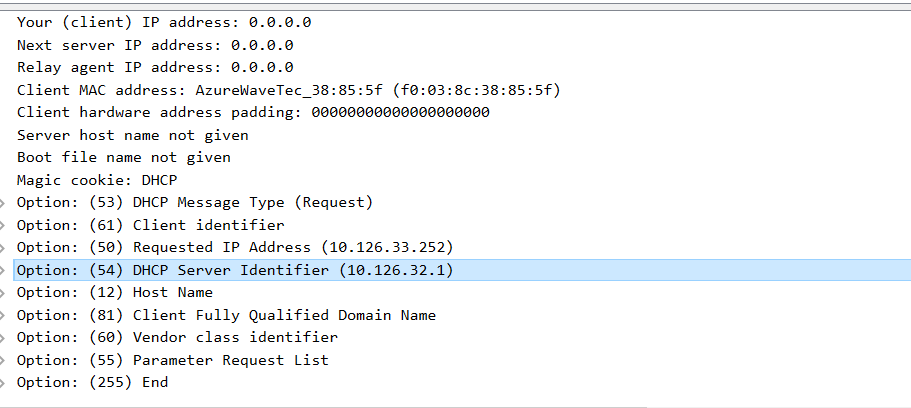 Your (client) IP address: 0.0.0.0
Next server IP address: 0.0.0.0
Relay agent IP address: 0.0.0.0
Client MAC address: AzureWaveTec_38:85:5f (f0:03:8c:38:85:5f)
Client hardware address padding: 00000000000000000000
Server host name not given
Boot file name not given
Magic cookie: DHCP
Option: (53) DHCP Message Type (Request)
Option: (61) Client identifier
Option: (50) Requested IP Address (10.126.33.252)
Option: (54) DHCP Server Identifier (10.126.32.1)
Option: (12) Host Name
Option: (81) Client Fully Qualified Domain Name
Option: (60) Vendor class identifier
Option: (55) Parameter Request List
Option: (255) End